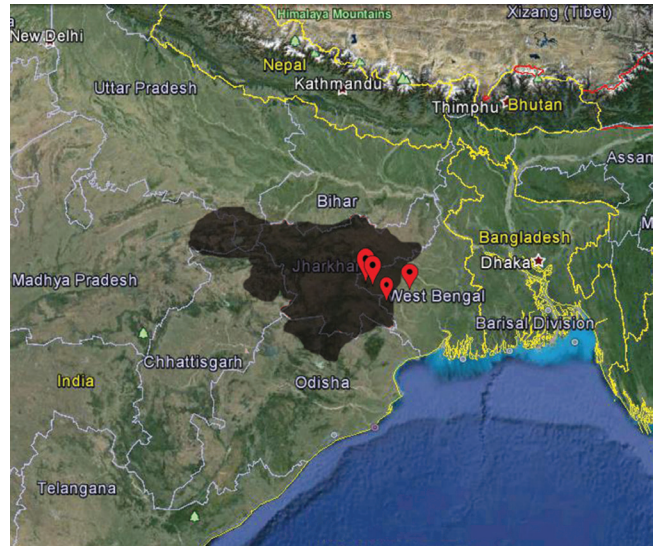 Himalaya Mountains
Xizang (Tibet)
New Delhi
Nepal
Uttar Pradesh
Kathmandu
Thimphu
Bhutan
Assam
Bihar
Bangladesh
Jharkhan
Dhaka
Madhya Pradesh
West Bengal
Barisal Division
Chhattisgarh
India
Odisha
Telangana